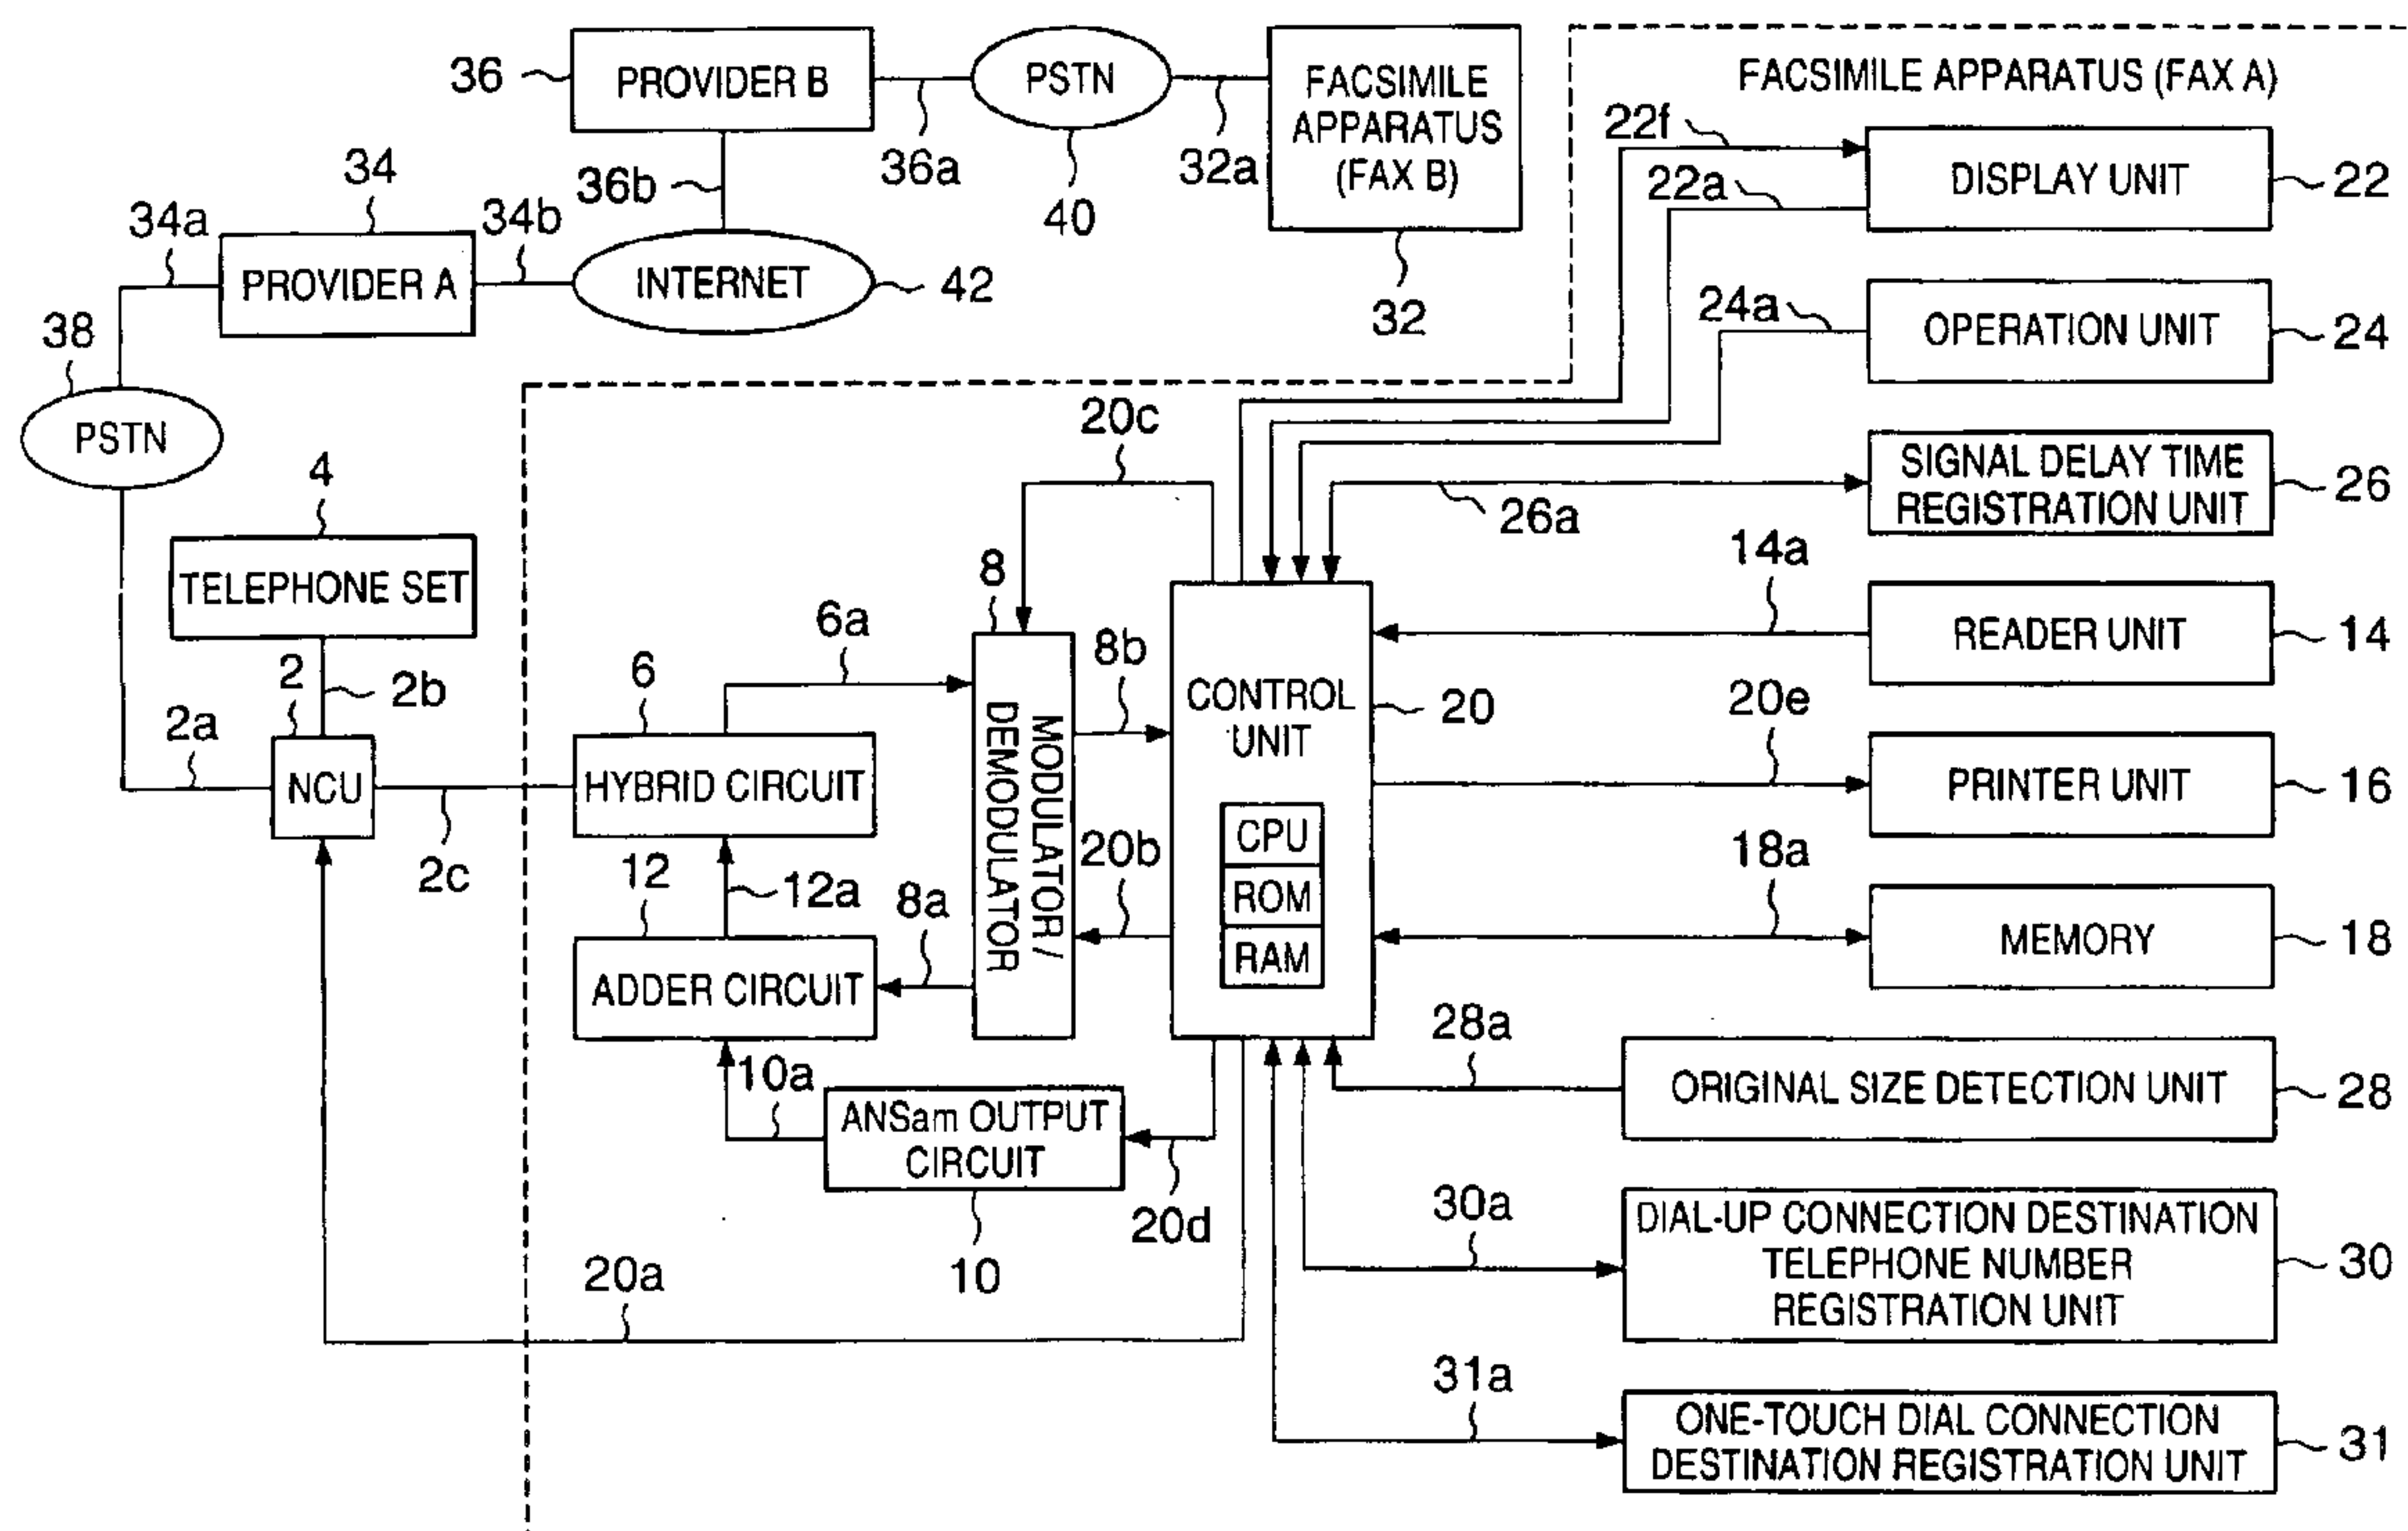 36
PROVIDER B
36a
PSTN
40
32a
FACSIMILE
APPARATUS
(FAX B)
32
36b
34
34a
PROVIDER A
34b
INTERNET
42
38
PSTN
4
TELEPHONE SET
2
2b
2a
NCU
2c
FACSIMILE APPARATUS (FAX A)
22f
22a
DISPLAY UNIT
22
24a
OPERATION UNIT
24
SIGNAL DELAY TIME
REGISTRATION UNIT
26
26a
20c
14a
READER UNIT
14
8
6a
6
HYBRID CIRCUIT
MODULATOR/
DEMODULATOR
8b
CONTROL
UNIT
20
CPU
ROM
RAM
20e
PRINTER UNIT
16
18a
MEMORY
18
12
12a
8a
20b
ADDER CIRCUIT
10a
ANSam OUTPUT
CIRCUIT
10
20d
28a
ORIGINAL SIZE DETECTION UNIT
28
30a
DIAL-UP CONNECTION DESTINATION
TELEPHONE NUMBER
REGISTRATION UNIT
30
20a
31a
ONE-TOUCH DIAL CONNECTION
DESTINATION REGISTRATION UNIT
31